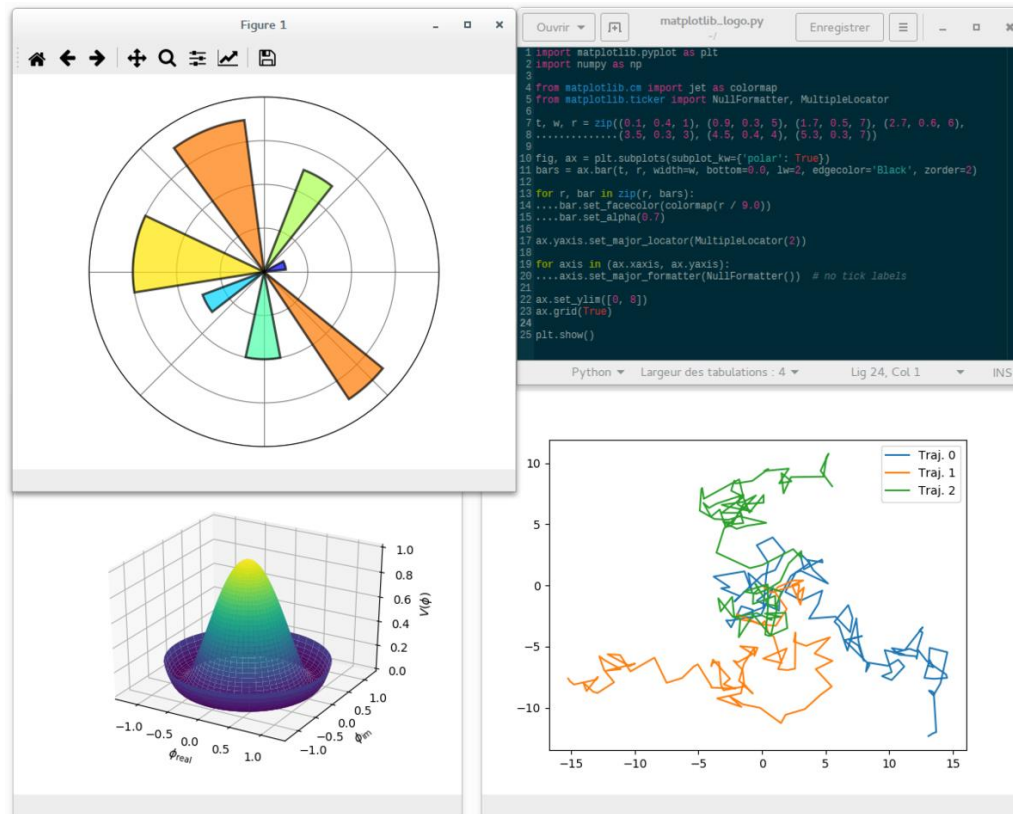 Figure 1
Ouvrir
matplotlib_logo.py
~/
Enregistrer
1 import matplotlib.pyplot as plt
2 import numpy as np
3
4 from matplotlib.cm import jet as colormap
5 from matplotlib.ticker import NullFormatter, MultipleLocator
6
7 t, w, r = zip((0.1, 0.4, 1), (0.9, 0.3, 5), (1.7, 0.5, 7), (2.7, 0.6, 6),
8 ..............(3.5, 0.3, 3), (4.5, 0.4, 4), (5.3, 0.3, 7))
9
10 fig, ax = plt.subplots(subplot_kw={'polar': True})
11 bars = ax.bar(t, r, width=w, bottom=0.0, lw=2, edgecolor='Black', zorder=2)
12
13 for r, bar in zip(r, bars):
14 ....bar.set_facecolor(colormap(r / 9.0))
15 ....bar.set_alpha(0.7)
16
17 ax.yaxis.set_major_locator(MultipleLocator(2))
18
19 for axis in (ax.xaxis, ax.yaxis):
20 ....axis.set_major_formatter(NullFormatter())  # no tick labels
21
22 ax.set_ylim([0, 8])
23 ax.grid(True)
24
25 plt.show()
Python Largeur des tabulations : 4 Lig 24, Col 1 INS
1.0
0.8
0.6
0.4
0.2
0.0
V(ϕ)
−1.0 −0.5 0.0 0.5 1.0
ϕreal
−1.0 −0.5 0.0 0.5 1.0
ϕim
Traj. 0
Traj. 1
Traj. 2
10
5
0
−5
−10
−15 −10 −5 0 5 10 15